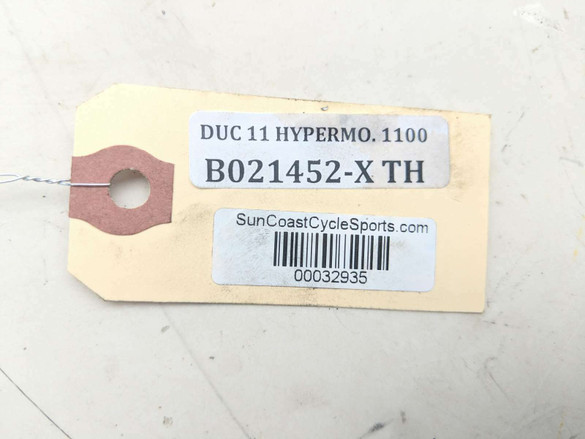 DUC 11 HYPERMO. 1100
B021452-X TH
SunCoastCycleSports.com
00032935